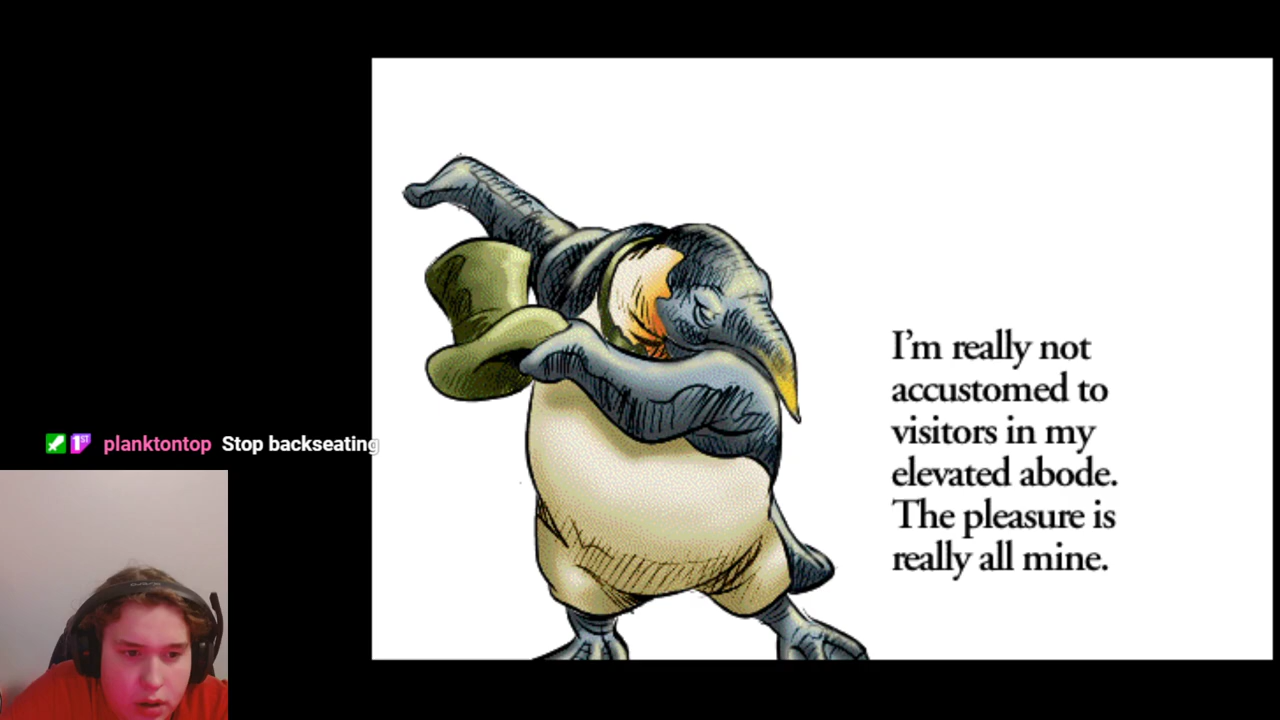 I’m really not
accustomed to
visitors in my
elevated abode.
The pleasure is
really all mine.
planktontop Stop backseating